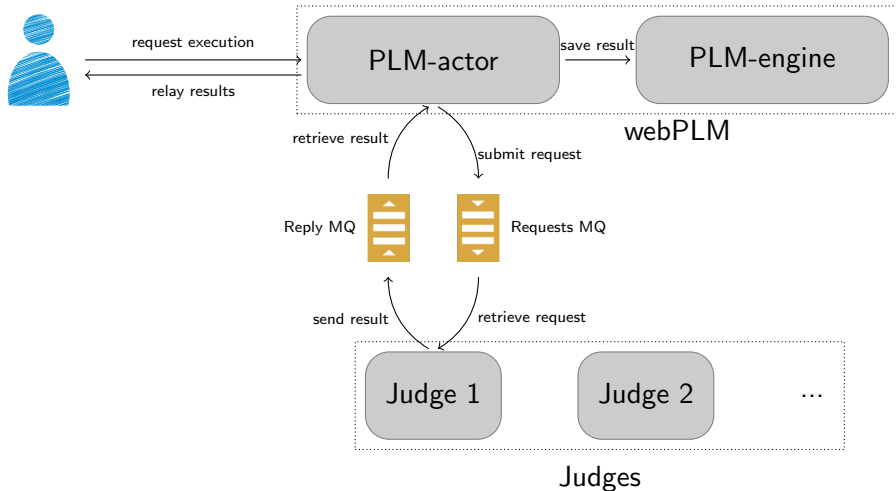 request execution
relay results
PLM-actor
save result
PLM-engine
webPLM
retrieve result
submit request
Reply MQ
Requests MQ
send result
retrieve request
Judge 1
Judge 2
...
Judges